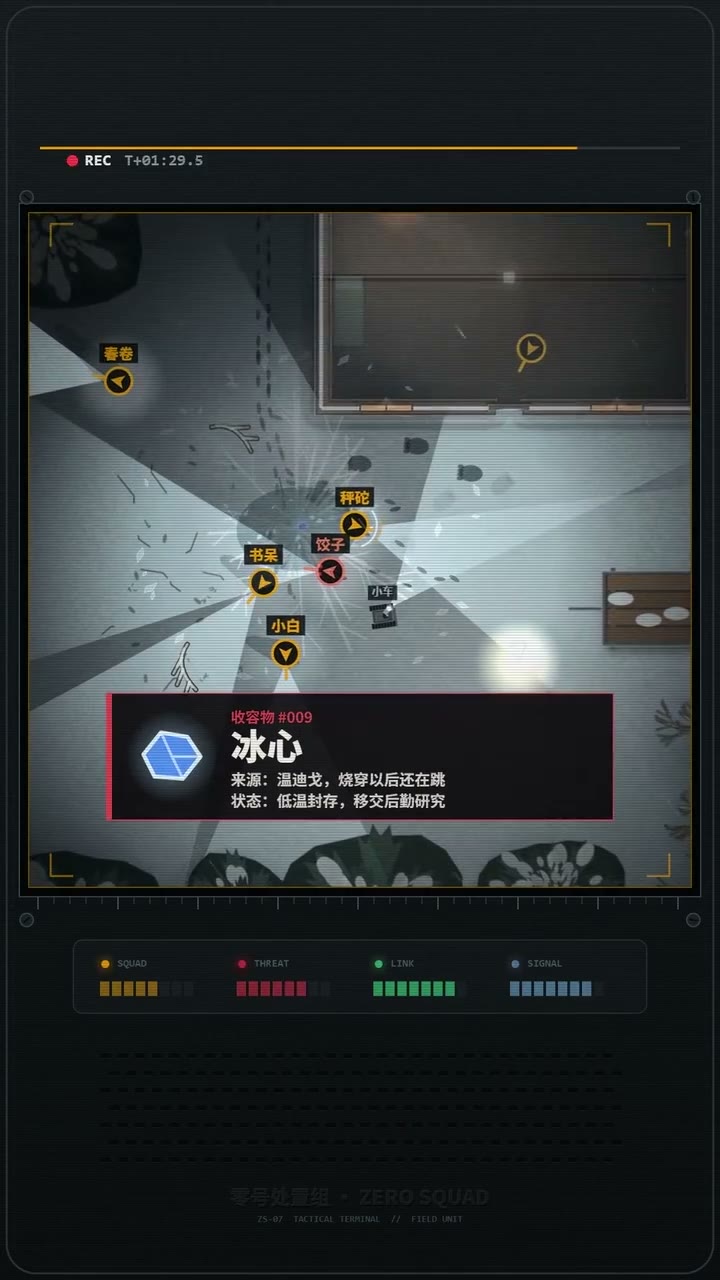 REC T+01:29.5
春卷
秤砣
饺子
书呆
小车
小白
收容物 #009
冰心
来源：温迪戈，烧穿以后还在跳
状态：低温封存，移交后勤研究
SQUAD THREAT LINK SIGNAL
零号处置组 · ZERO SQUAD
ZS-07 TACTICAL TERMINAL // FIELD UNIT